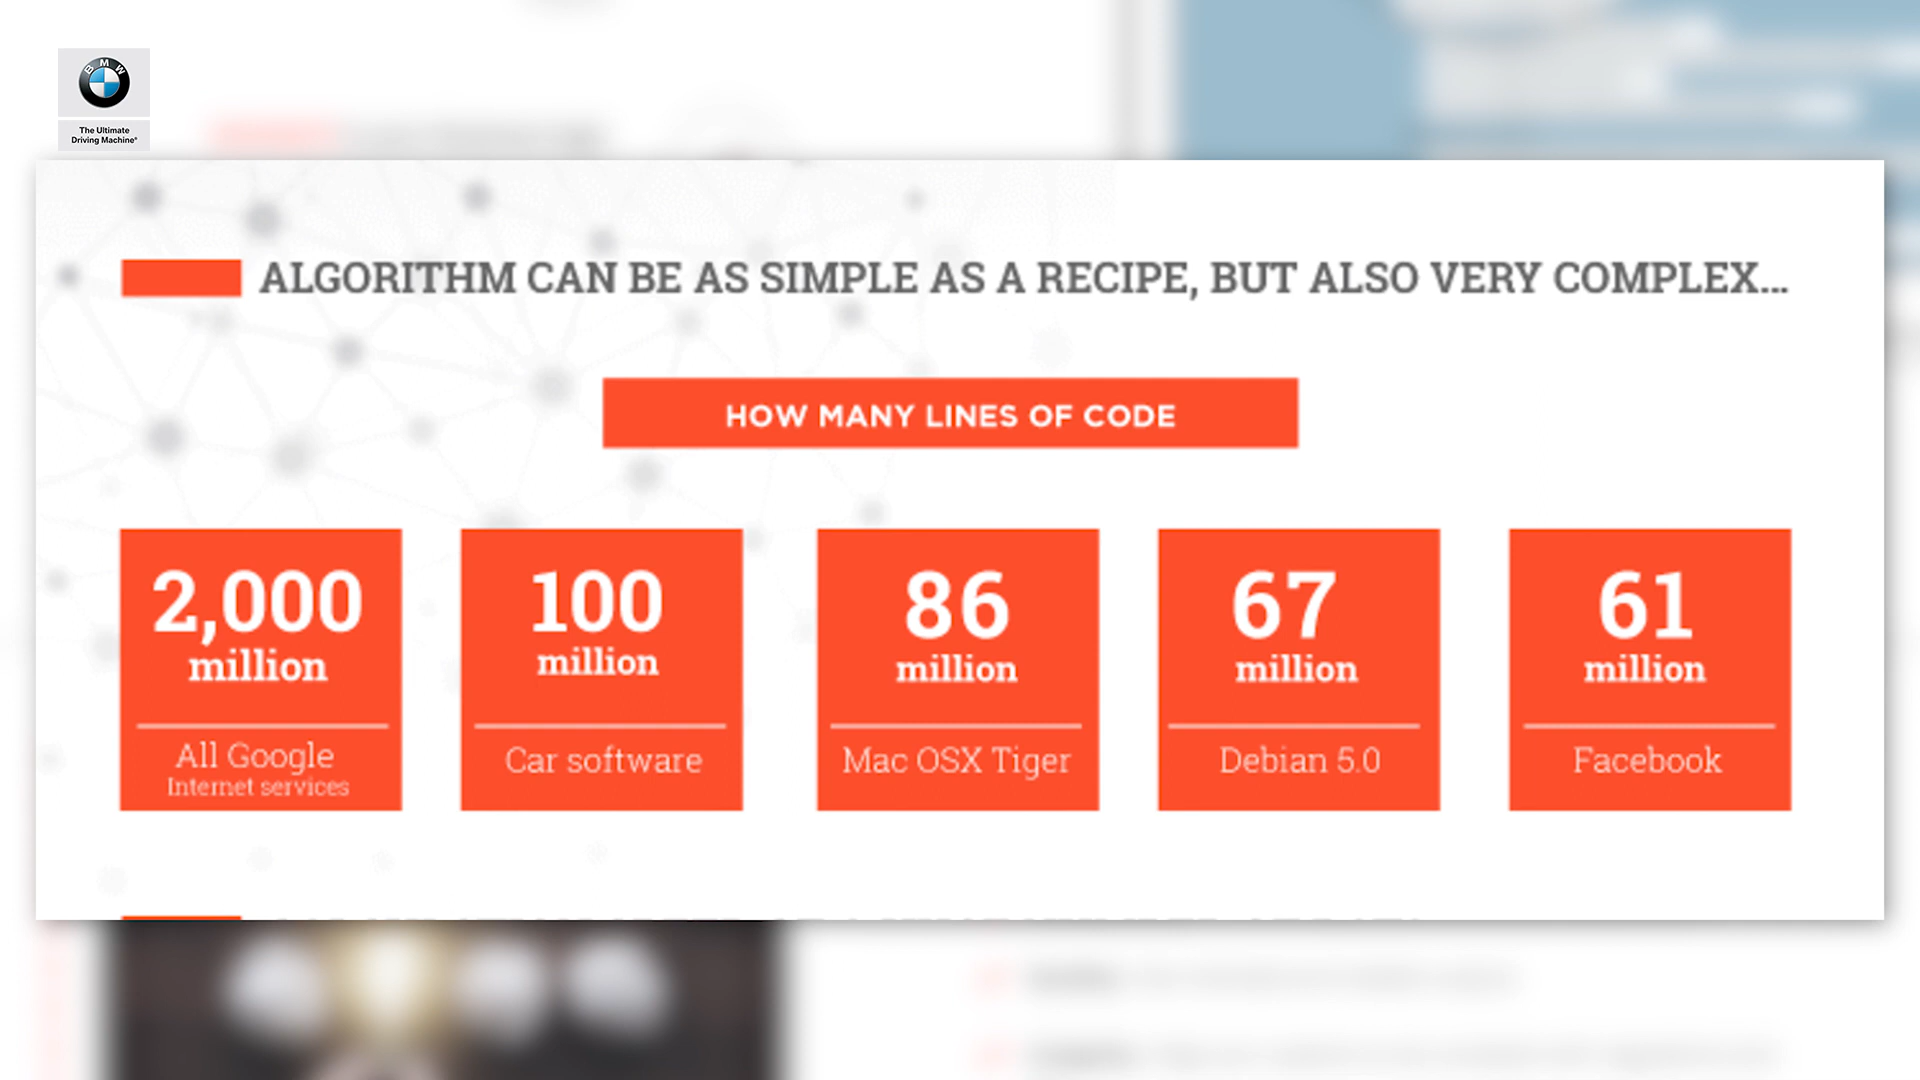 BMW
The Ultimate
Driving Machine®
ALGORITHM CAN BE AS SIMPLE AS A RECIPE, BUT ALSO VERY COMPLEX...
HOW MANY LINES OF CODE
2,000
million
All Google
Internet services
100
million
Car software
86
million
Mac OSX Tiger
67
million
Debian 5.0
61
million
Facebook